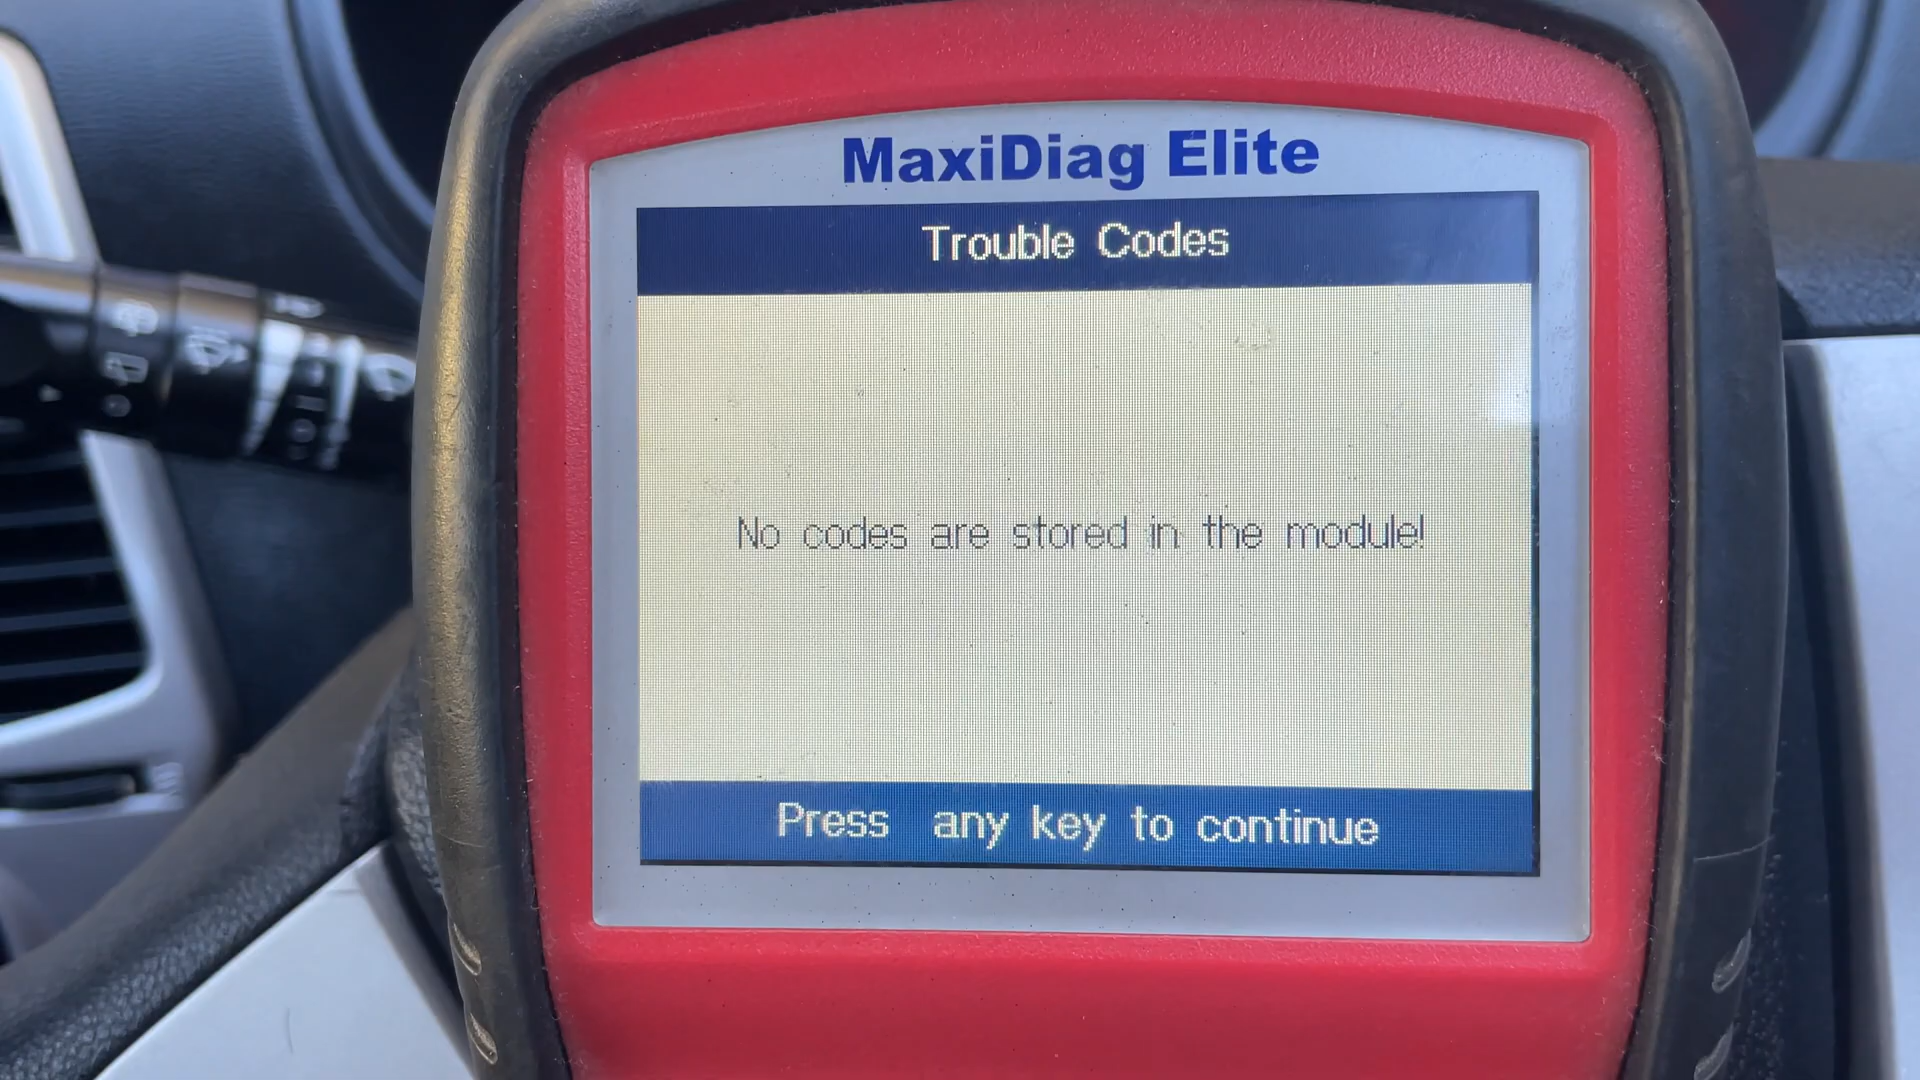 MaxiDiag Elite
Trouble Codes
No codes are stored in the module!
Press any key to continue